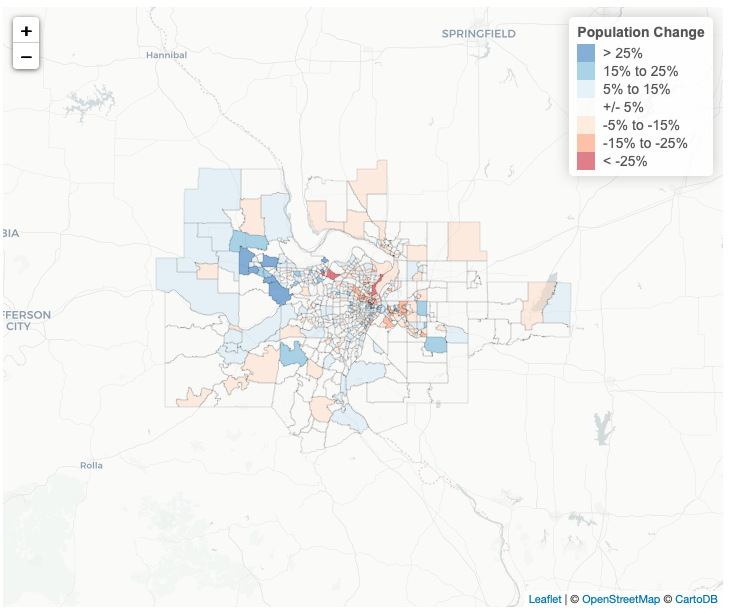 +
−
SPRINGFIELD
Hannibal
Population Change
> 25%
15% to 25%
5% to 15%
+/- 5%
-5% to -15%
-15% to -25%
< -25%
BIA
FFERSON
CITY
Rolla
Leaflet | © OpenStreetMap © CartoDB